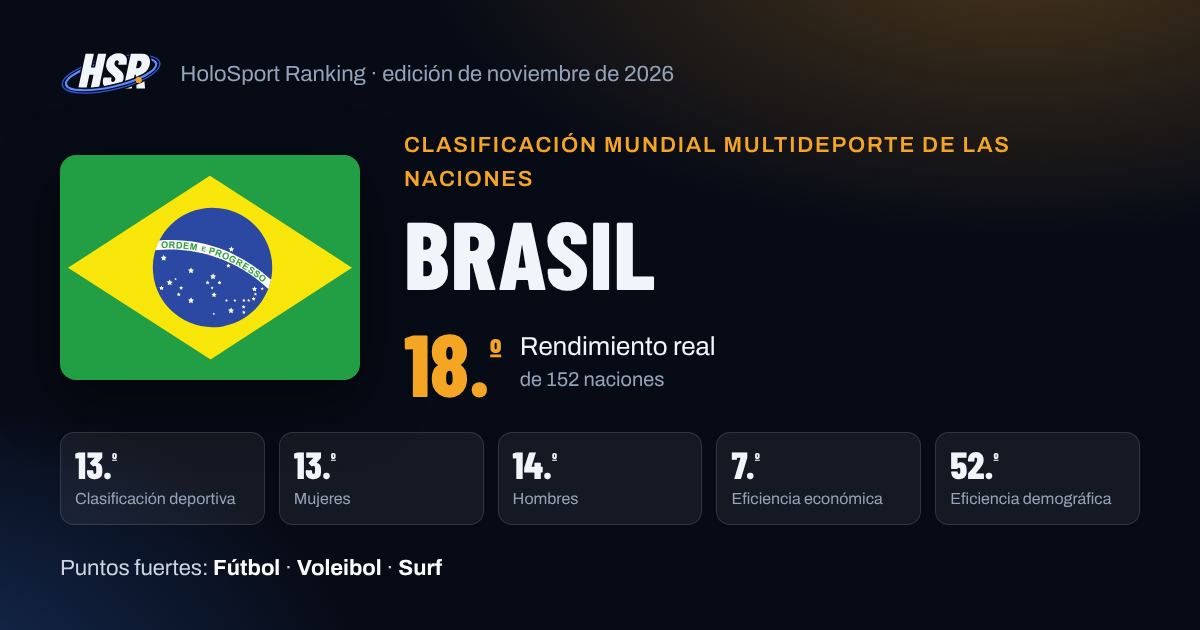 HSR
HoloSport Ranking · edición de noviembre de 2026
CLASIFICACIÓN MUNDIAL MULTIDEPORTE DE LAS
NACIONES
ORDEM E PROGRESSO
BRASIL
18.º
Rendimiento real
de 152 naciones
13.º
Clasificación deportiva
13.º
Mujeres
14.º
Hombres
7.º
Eficiencia económica
52.º
Eficiencia demográfica
Puntos fuertes: Fútbol · Voleibol · Surf